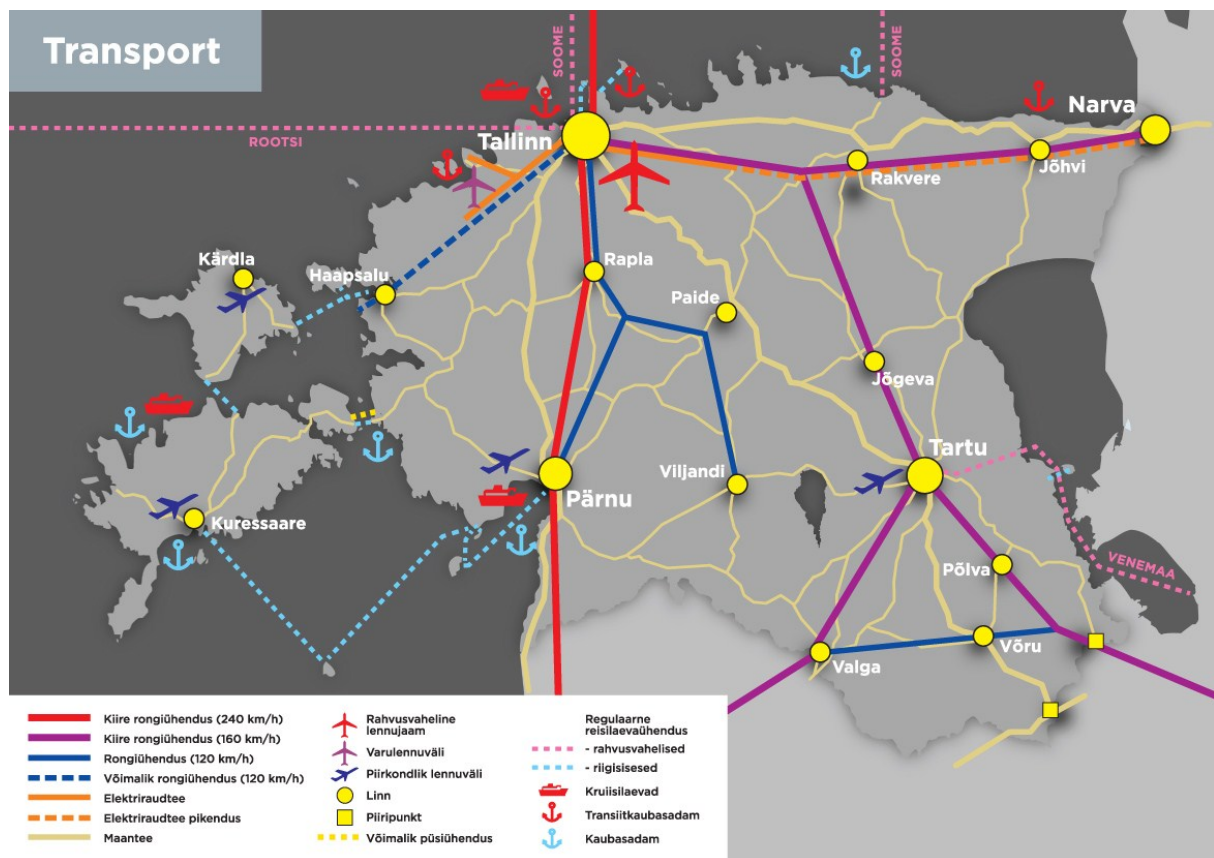 Transport
SOOME
SOOME
ROOTSI
Tallinn
Narva
Rakvere
Jõhvi
Kärdla
Haapsalu
Rapla
Paide
Jõgeva
Tartu
Viljandi
Pärnu
Kuressaare
Põlva
VENEMAA
Võru
Valga
Kiire rongiühendus (240 km/h)
Kiire rongiühendus (160 km/h)
Rongiühendus (120 km/h)
Võimalik rongiühendus (120 km/h)
Elektriraudtee
Elektriraudtee pikendus
Maantee
Rahvusvaheline
lennujaam
Varulennuväli
Piirkondlik lennuväli
Linn
Piiripunkt
Võimalik püsiühendus
Regulaarne
reisilaevaühendus
- rahvusvahelised
- riigisisesed
Kruiisilaevad
Transiitkaubasadam
Kaubasadam